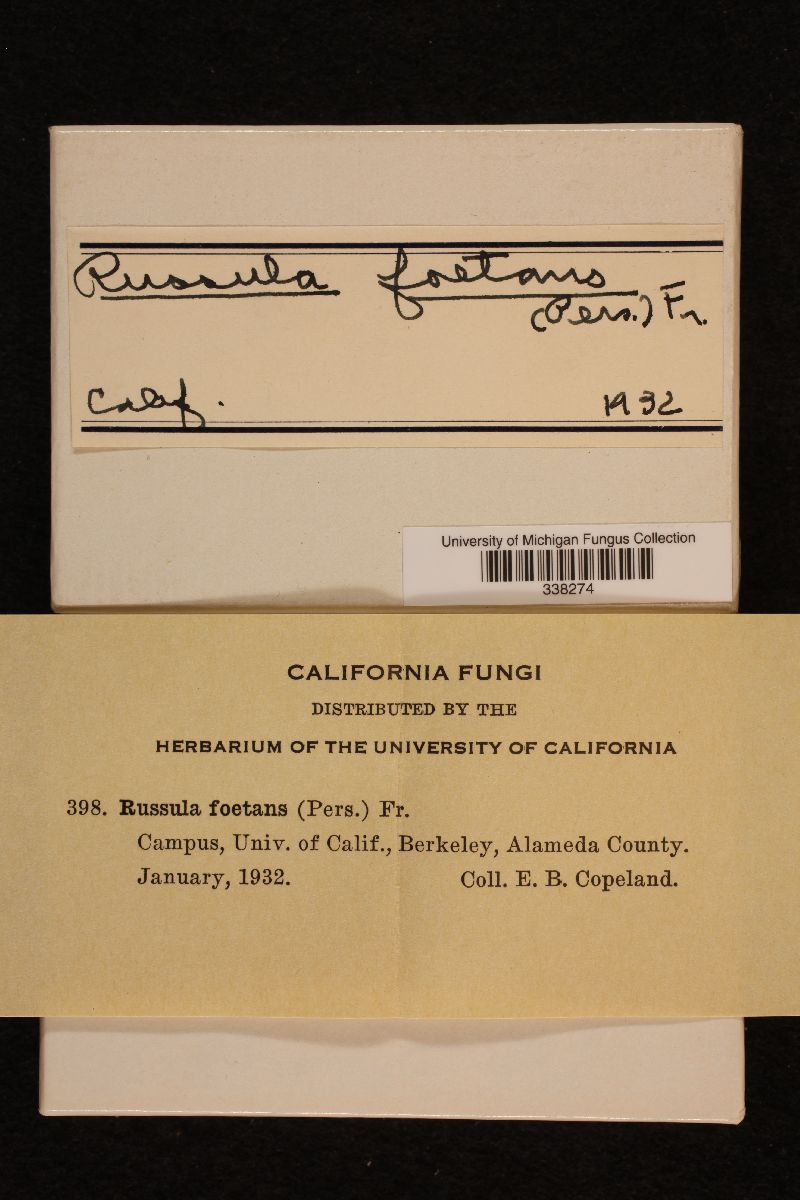 Russula foetans
(Pers.) Fr.
Calif. 1932
University of Michigan Fungus Collection
338274
CALIFORNIA FUNGI
DISTRIBUTED BY THE
HERBARIUM OF THE UNIVERSITY OF CALIFORNIA
398. Russula foetans (Pers.) Fr.
Campus, Univ. of Calif., Berkeley, Alameda County.
January, 1932. Coll. E. B. Copeland.